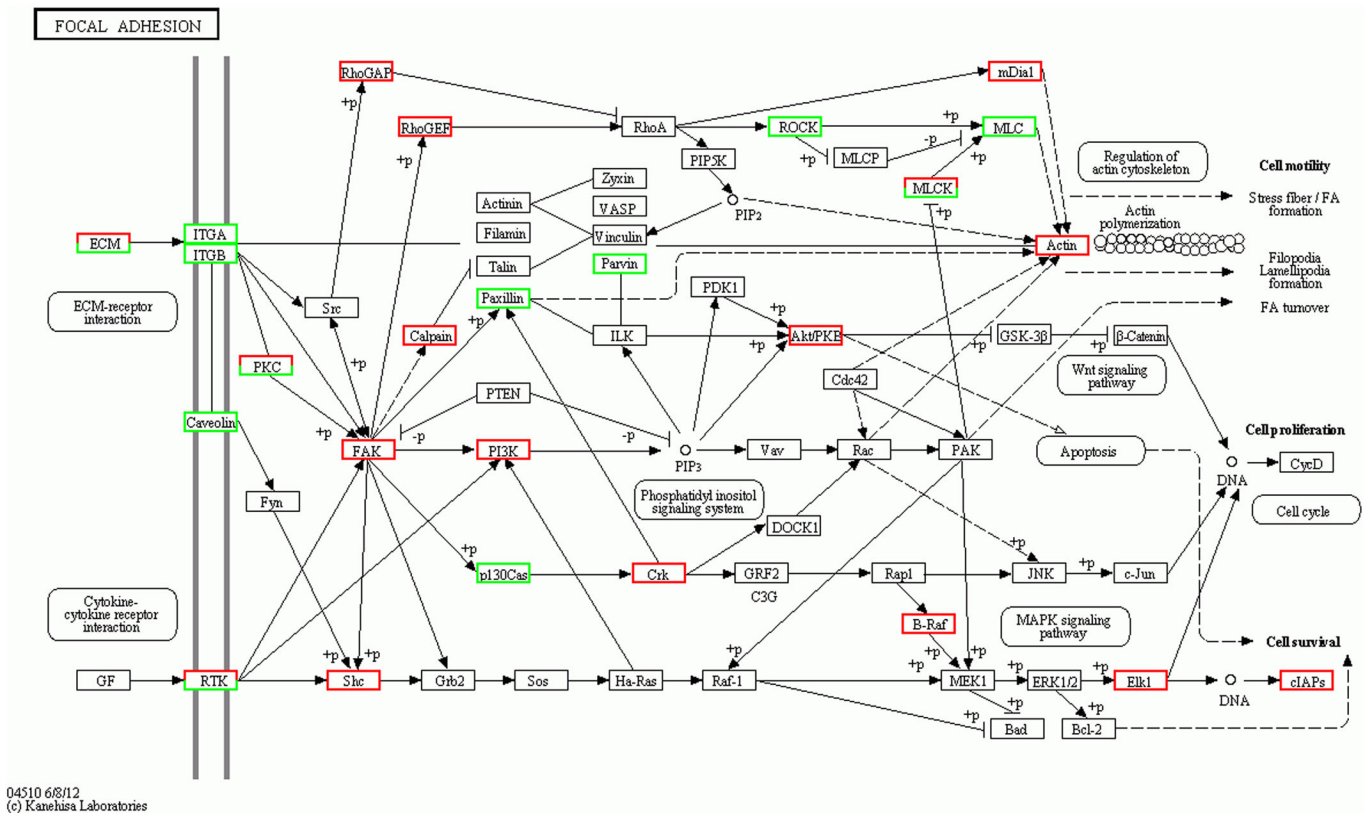 FOCAL ADHESION
RhoGAP
mDia1
+p
RhoGEF
RhoA
ROCK
+p
MLC
+p
+p
-p
MLCP
+p
PIP5K
MLCK
+p
PIP2
Regulation of
actin cytoskeleton
Cell motility
Stress fiber / FA
formation
Zyxin
Actinin
VASP
Filamin
Vinculin
Talin
Parvin
ECM
ITGA
ITGB
Actin
Actin
polymerization
Filopodia
Lamellipodia
formation
FA turnover
ECM-receptor
interaction
Src
Paxillin
+p
Calpain
PDK1
+p
ILK
+p
Akt/PKB
GSK-3β
+p
+p
β-Catenin
Wnt signaling
pathway
PKC
+p
PTEN
Cdc42
Caveolin
+p
FAK
-p
PI3K
-p
PIP3
Vav
Rac
PAK
Apoptosis
Cell proliferation
DNA
CycD
Cell cycle
Fyn
Phosphatidyl inositol
signaling system
DOCK1
+p
+p
p130Cas
Crk
GRF2
C3G
Rap1
JNK
+p
c-Jun
Cytokine-
cytokine receptor
interaction
B-Raf
MAPK signaling
pathway
Cell survival
GF
RTK
+p
+p
Shc
Grb2
Sos
Ha-Ras
+p
Raf-1
+p
+p
+p
MEK1
+p
ERK1/2
+p
Elk1
DNA
cIAPs
+p
+p
Bad
+p
Bcl-2
04510 6/8/12
(c) Kanehisa Laboratories